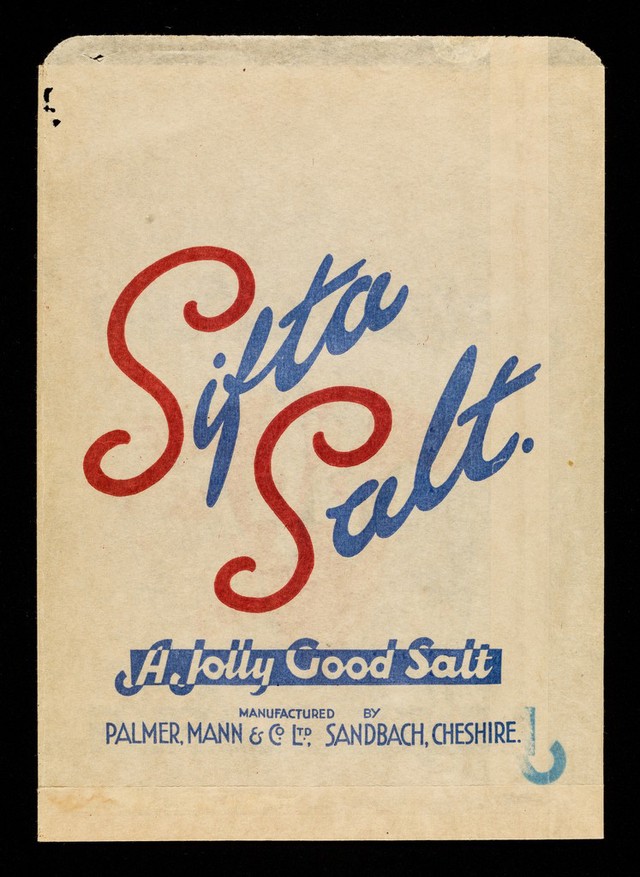 Sifta
Salt.
A Jolly Good Salt
MANUFACTURED BY
PALMER, MANN & Co. LTD., SANDBACH, CHESHIRE.